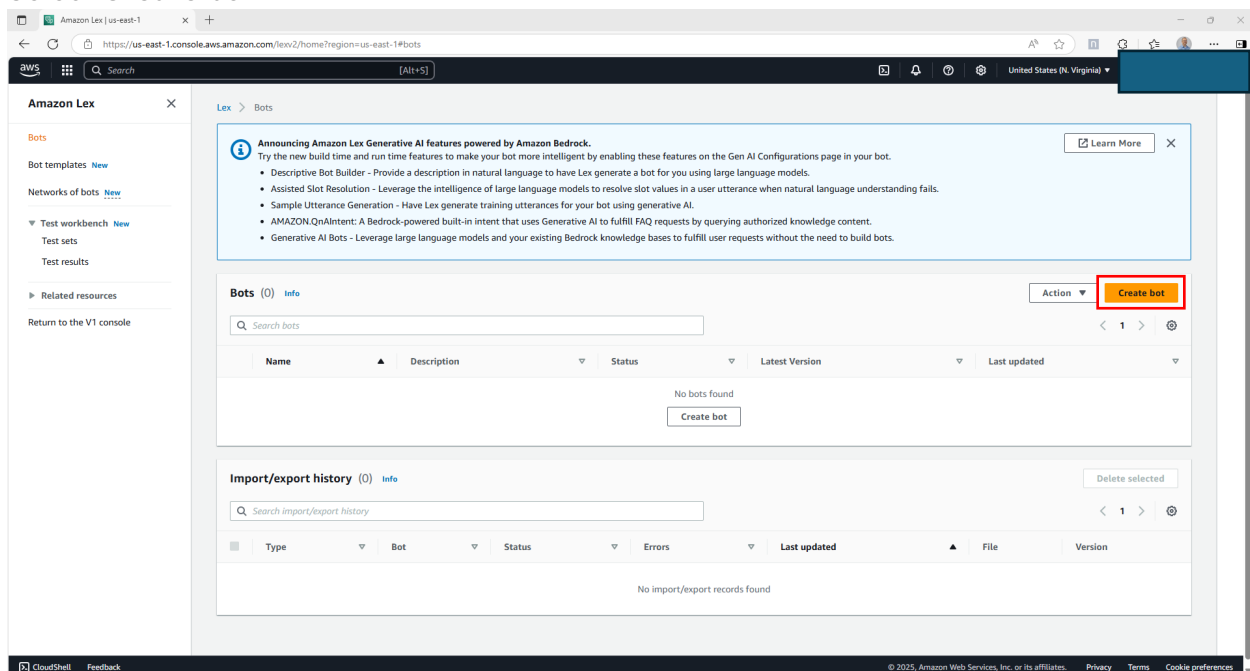 Amazon Lex | us-east-1
https://us-east-1.console.aws.amazon.com/lexv2/home?region=us-east-1#bots
aws
Search [Alt+S]
United States (N. Virginia)
Amazon Lex
Bots
Bot templates New
Networks of bots New
Test workbench New
Test sets
Test results
Related resources
Return to the V1 console
Lex > Bots
Announcing Amazon Lex Generative AI features powered by Amazon Bedrock.
Learn More
Try the new build time and run time features to make your bot more intelligent by enabling these features on the Gen AI Configurations page in your bot.
• Descriptive Bot Builder - Provide a description in natural language to have Lex generate a bot for you using large language models.
• Assisted Slot Resolution - Leverage the intelligence of large language models to resolve slot values in a user utterance when natural language understanding fails.
• Sample Utterance Generation - Have Lex generate training utterances for your bot using generative AI.
• AMAZON.QnAIntent: A Bedrock-powered built-in intent that uses Generative AI to fulfill FAQ requests by querying authorized knowledge content.
• Generative AI Bots - Leverage large language models and your existing Bedrock knowledge bases to fulfill user requests without the need to build bots.
Bots (0) Info
Action
Create bot
Search bots
1
Name Description Status Latest Version Last updated
No bots found
Create bot
Import/export history (0) Info
Delete selected
Search import/export history
1
Type Bot Status Errors Last updated File Version
No import/export records found
CloudShell Feedback
© 2025, Amazon Web Services, Inc. or its affiliates. Privacy Terms Cookie preferences